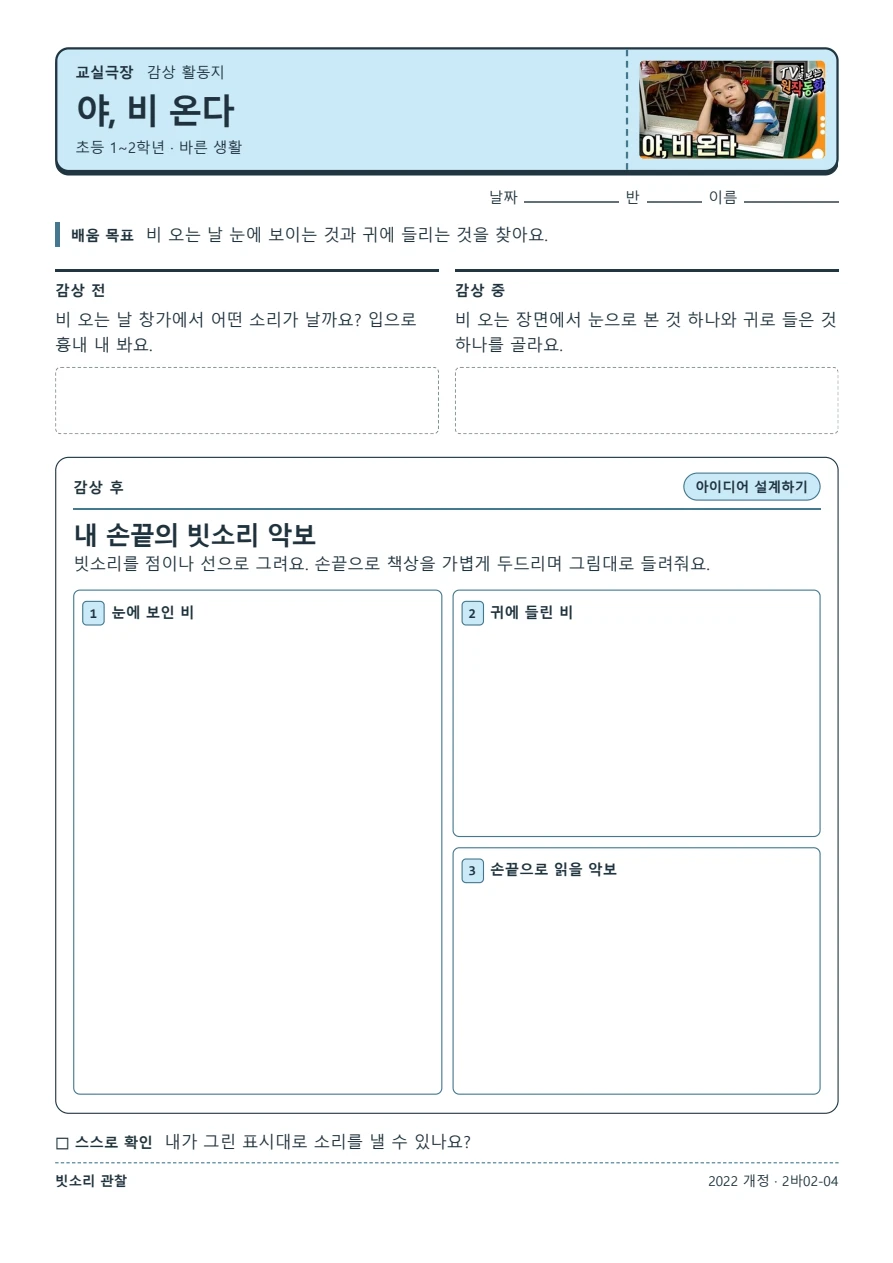 교실극장 감상 활동지
야, 비 온다
초등 1~2학년 · 바른 생활
TV로 보는
원작동화
야, 비 온다
날짜 반 이름
배움 목표 비 오는 날 눈에 보이는 것과 귀에 들리는 것을 찾아요.
감상 전
비 오는 날 창가에서 어떤 소리가 날까요? 입으로
흉내 내 봐요.
감상 중
비 오는 장면에서 눈으로 본 것 하나와 귀로 들은 것
하나를 골라요.
감상 후
아이디어 설계하기
내 손끝의 빗소리 악보
빗소리를 점이나 선으로 그려요. 손끝으로 책상을 가볍게 두드리며 그림대로 들려줘요.
1 눈에 보인 비
2 귀에 들린 비
3 손끝으로 읽을 악보
□ 스스로 확인 내가 그린 표시대로 소리를 낼 수 있나요?
빗소리 관찰
2022 개정 · 2바02-04